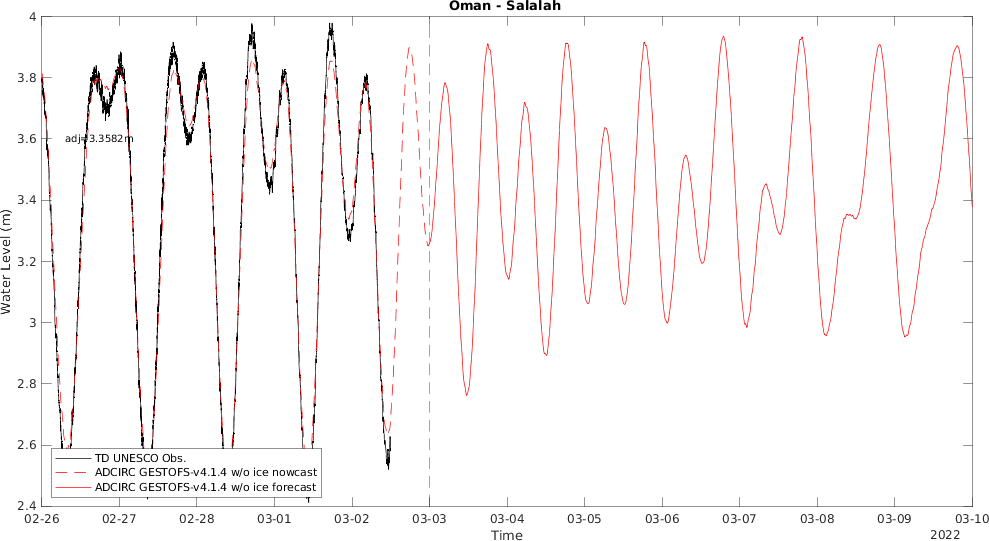 Oman - Salalah
4
3.8
3.6
3.4
3.2
3
2.8
2.6
2.4
Water Level (m)
adj=3.3582m
TD UNESCO Obs.
ADCIRC GESTOFS-v4.1.4 w/o ice nowcast
ADCIRC GESTOFS-v4.1.4 w/o ice forecast
02-26 02-27 02-28 03-01 03-02 03-03 03-04 03-05 03-06 03-07 03-08 03-09 03-10
Time
2022